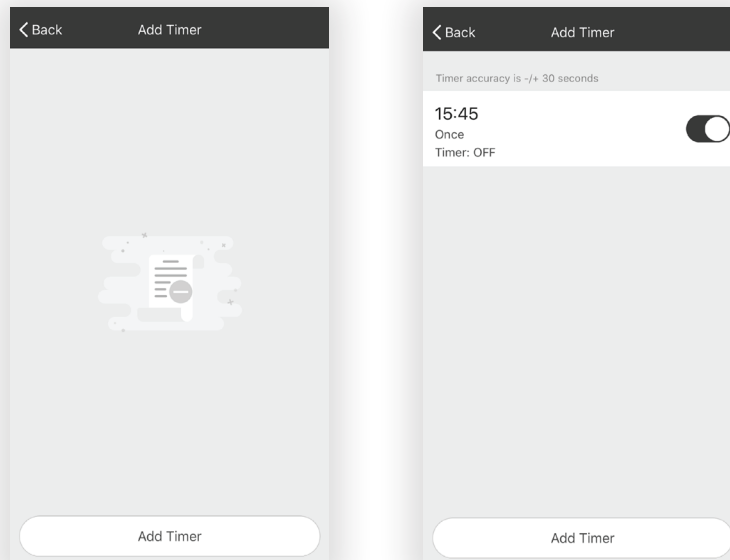 Back Add Timer
Add Timer
Back Add Timer
Timer accuracy is -/+ 30 seconds
15:45
Once
Timer: OFF
Add Timer